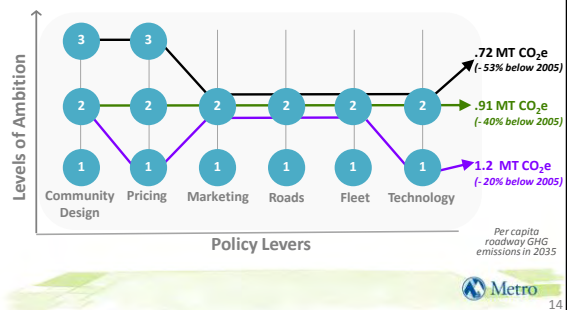 Levels of Ambition
3 3
2 2 2 2 2 2
1 1 1 1 1 1
Community
Design
Pricing
Marketing
Roads
Fleet
Technology
Policy Levers
.72 MT CO₂e
(- 53% below 2005)
.91 MT CO₂e
(- 40% below 2005)
1.2 MT CO₂e
(- 20% below 2005)
Per capita
roadway GHG
emissions in 2035
Metro
14